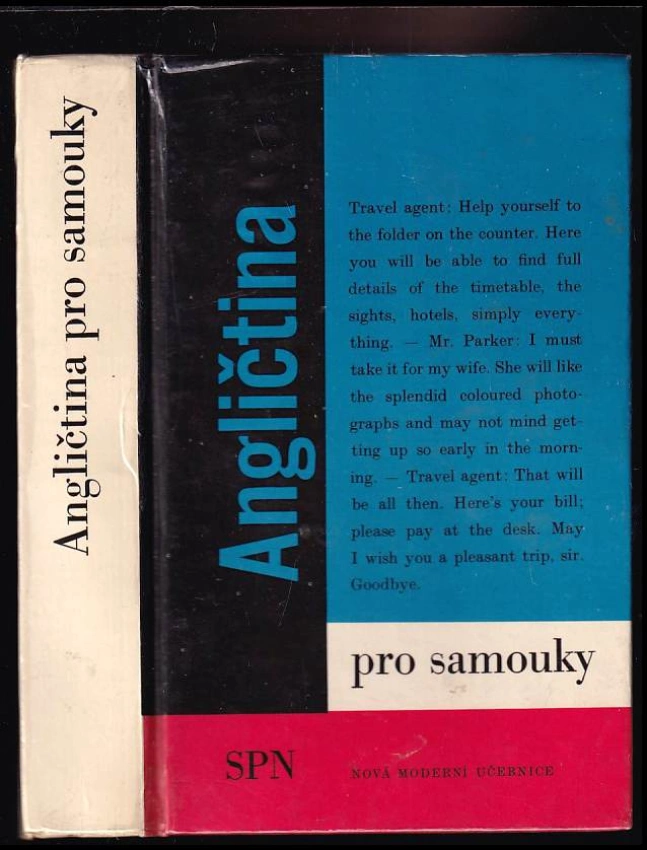 Angličtina pro samouky
Angličtina
Travel agent: Help yourself to
the folder on the counter. Here
you will be able to find full
details of the timetable, the
sights, hotels, simply every-
thing. — Mr. Parker: I must
take it for my wife. She will like
the splendid coloured photo-
graphs and may not mind get-
ting up so early in the morn-
ing. — Travel agent: That will
be all then. Here's your bill;
please pay at the desk. May
I wish you a pleasant trip, sir.
Goodbye.
pro samouky
SPN
NOVÁ MODERNÍ UČEBNICE